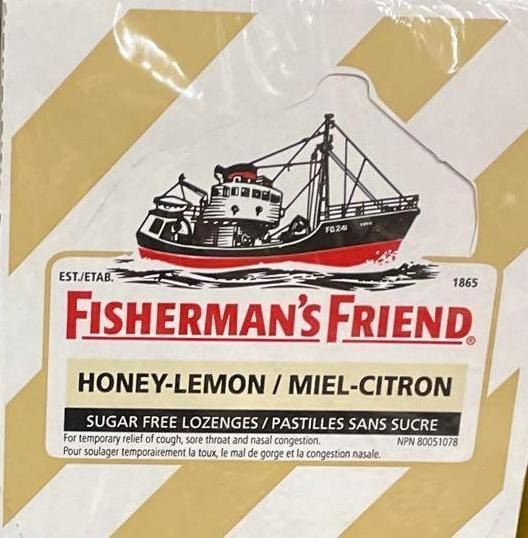 FD 241
EST./ETAB. 1865
FISHERMAN'S FRIEND®
HONEY-LEMON / MIEL-CITRON
SUGAR FREE LOZENGES / PASTILLES SANS SUCRE
For temporary relief of cough, sore throat and nasal congestion. NPN 80051078
Pour soulager temporairement la toux, le mal de gorge et la congestion nasale.